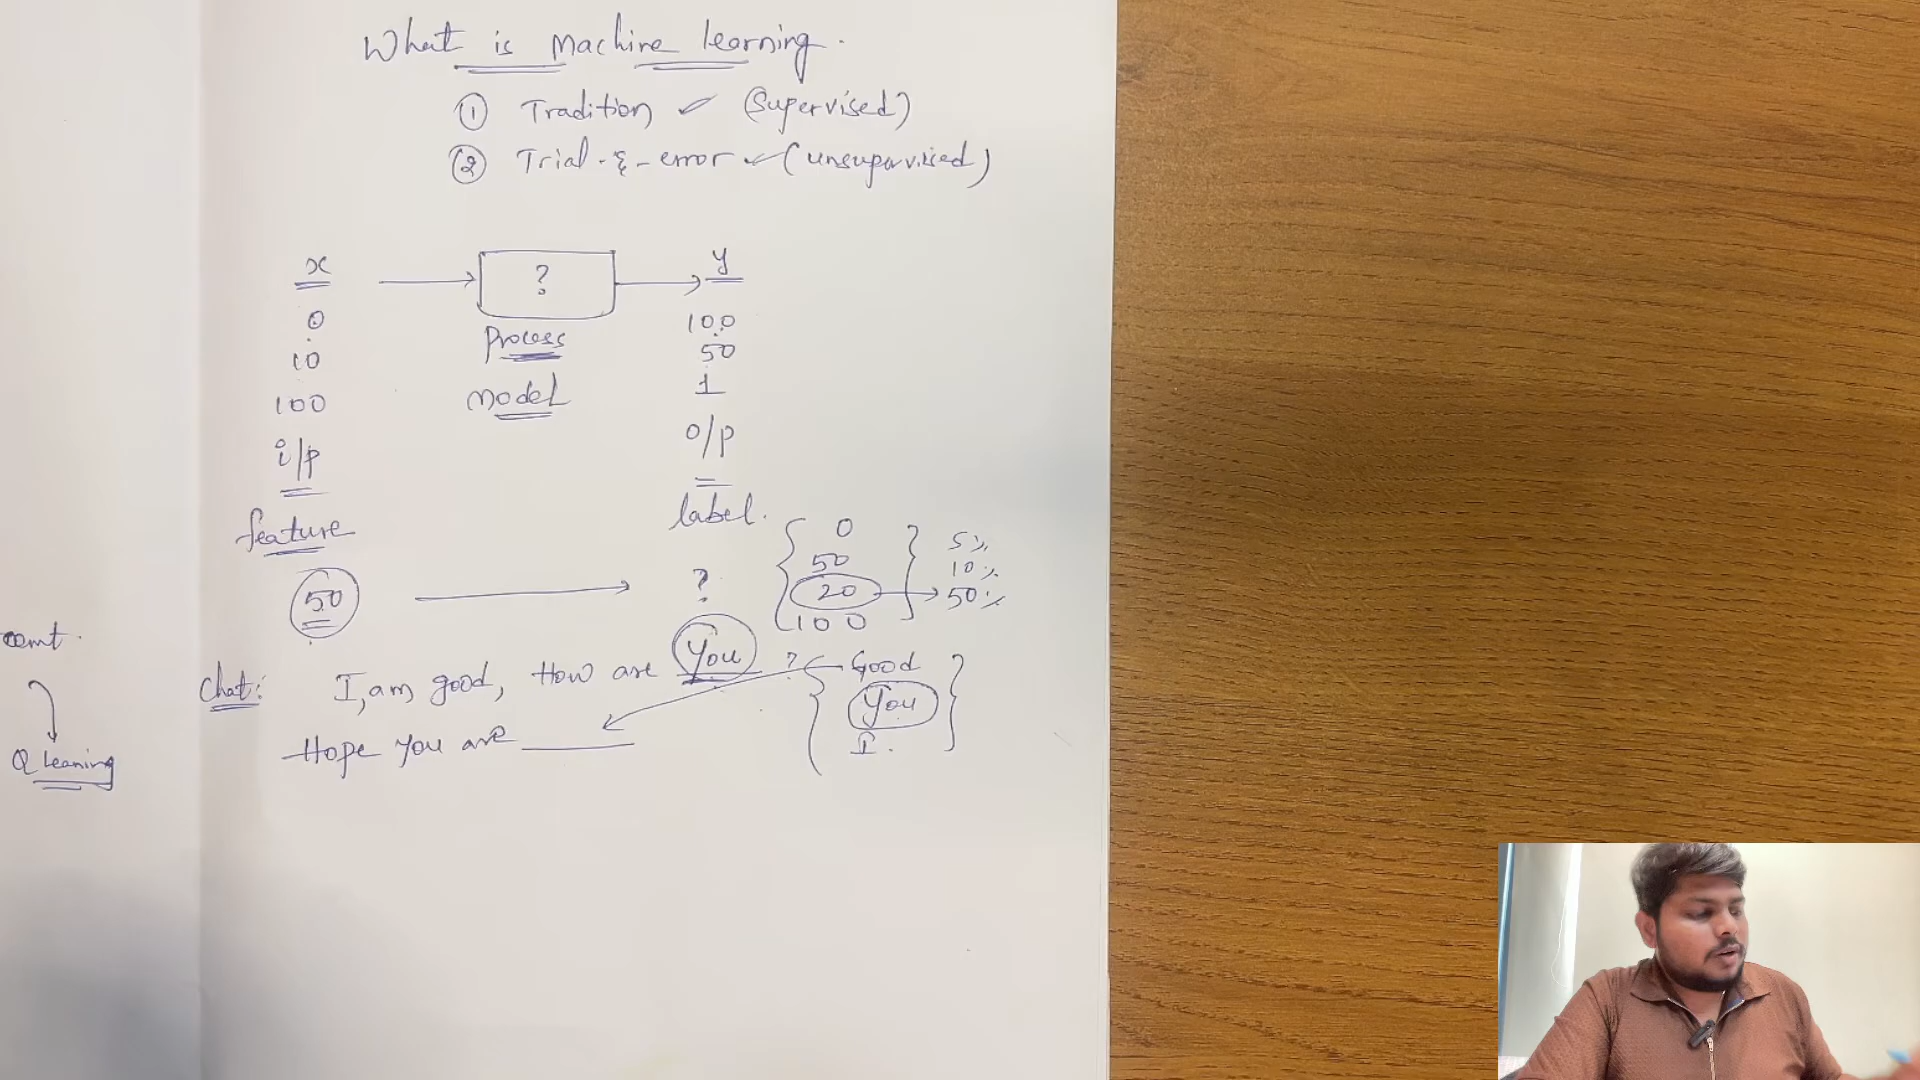 What is Machine learning.
① Tradition ✓ (Supervised)
② Trial-&-error ✓ (unsupervised)
x → ? → y
0 Process 100
10 50
100 model 1
i/p o/p
feature label.
50 → ?
{ 0 50 20 100 } → 5% 10% 50%
Chat: I, am good, How are You ?
Hope you are ____
{ Good You I. }
Q Leaning